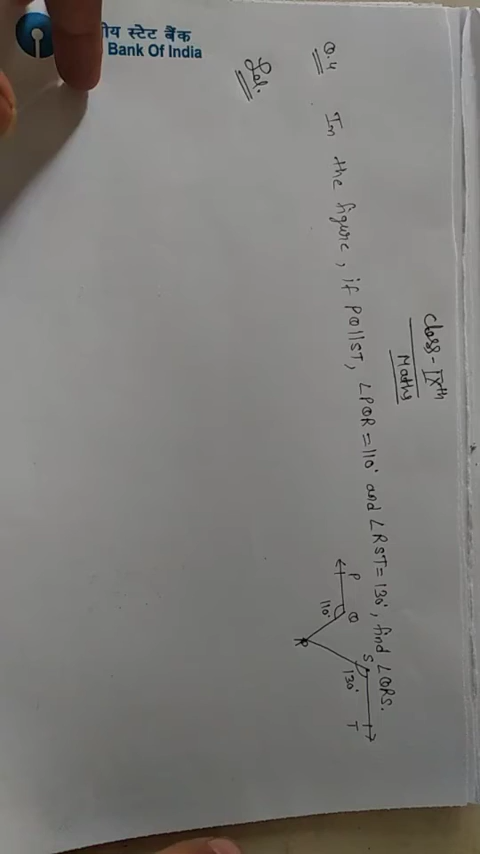 Class - IXth
Maths
Q.4 In the figure, if PQ||ST, ∠PQR = 110° and ∠RST = 130°, find ∠QRS.
P
Q
110°
R
S
130°
T
Sol.
ीय स्टेट बैंक
Bank Of India